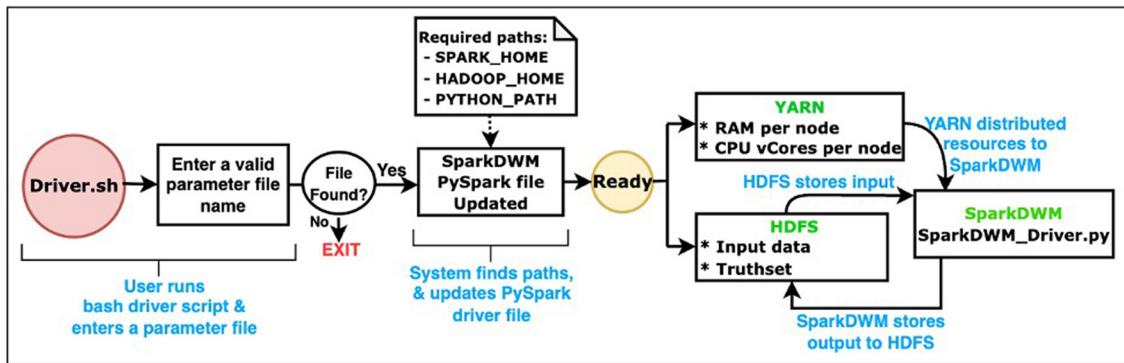 Required paths:
- SPARK_HOME
- HADOOP_HOME
- PYTHON_PATH
Driver.sh
Enter a valid
parameter file
name
File
Found?
Yes
No
EXIT
SparkDWM
PySpark file
Updated
Ready
YARN
* RAM per node
* CPU vCores per node
YARN distributed
resources to
SparkDWM
HDFS stores input
HDFS
* Input data
* Truthset
SparkDWM
SparkDWM_Driver.py
SparkDWM stores
output to HDFS
User runs
bash driver script &
enters a parameter file
System finds paths,
& updates PySpark
driver file